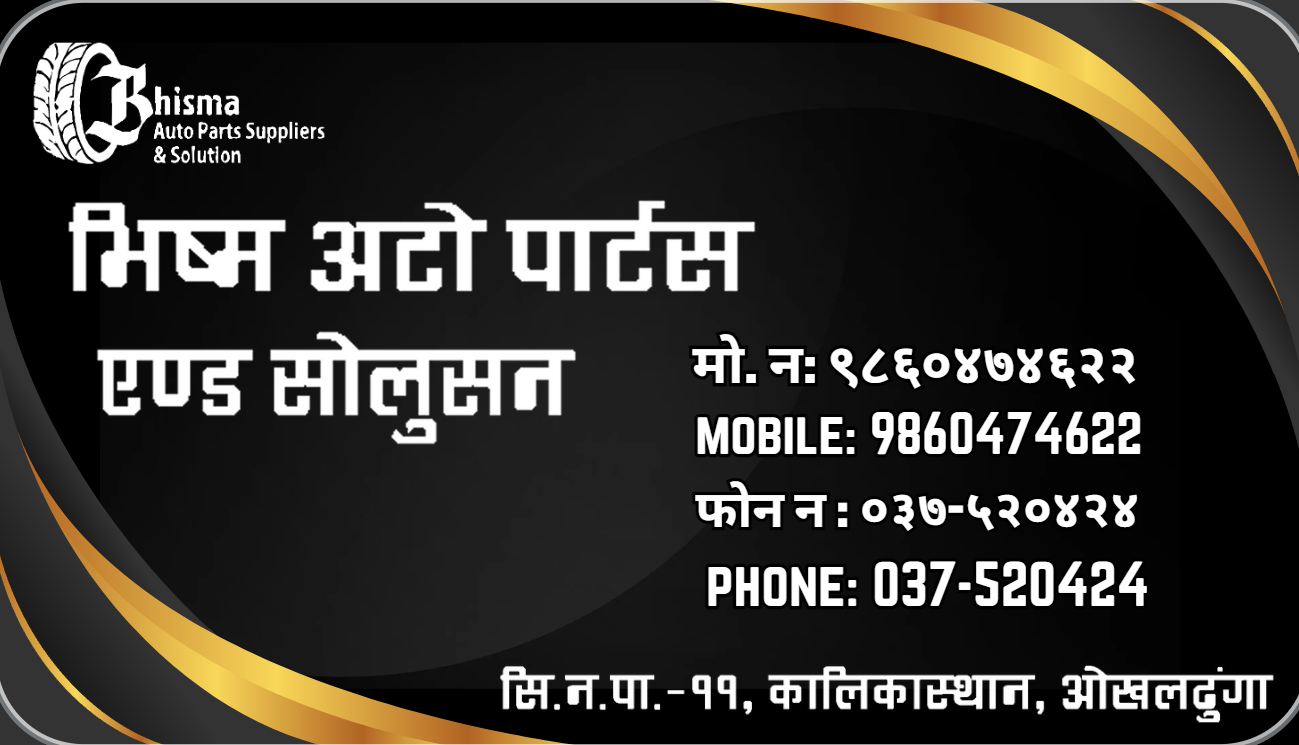 Bhisma
Auto Parts Suppliers
& Solution
भिष्म अटो पार्टस
एण्ड सोलुसन
मो. न: ९८६०४७४६२२
MOBILE: 9860474622
फोन न : ०३७-५२०४२४
PHONE: 037-520424
सि.न.पा.-११, कालिकास्थान, ओखलढुंगा